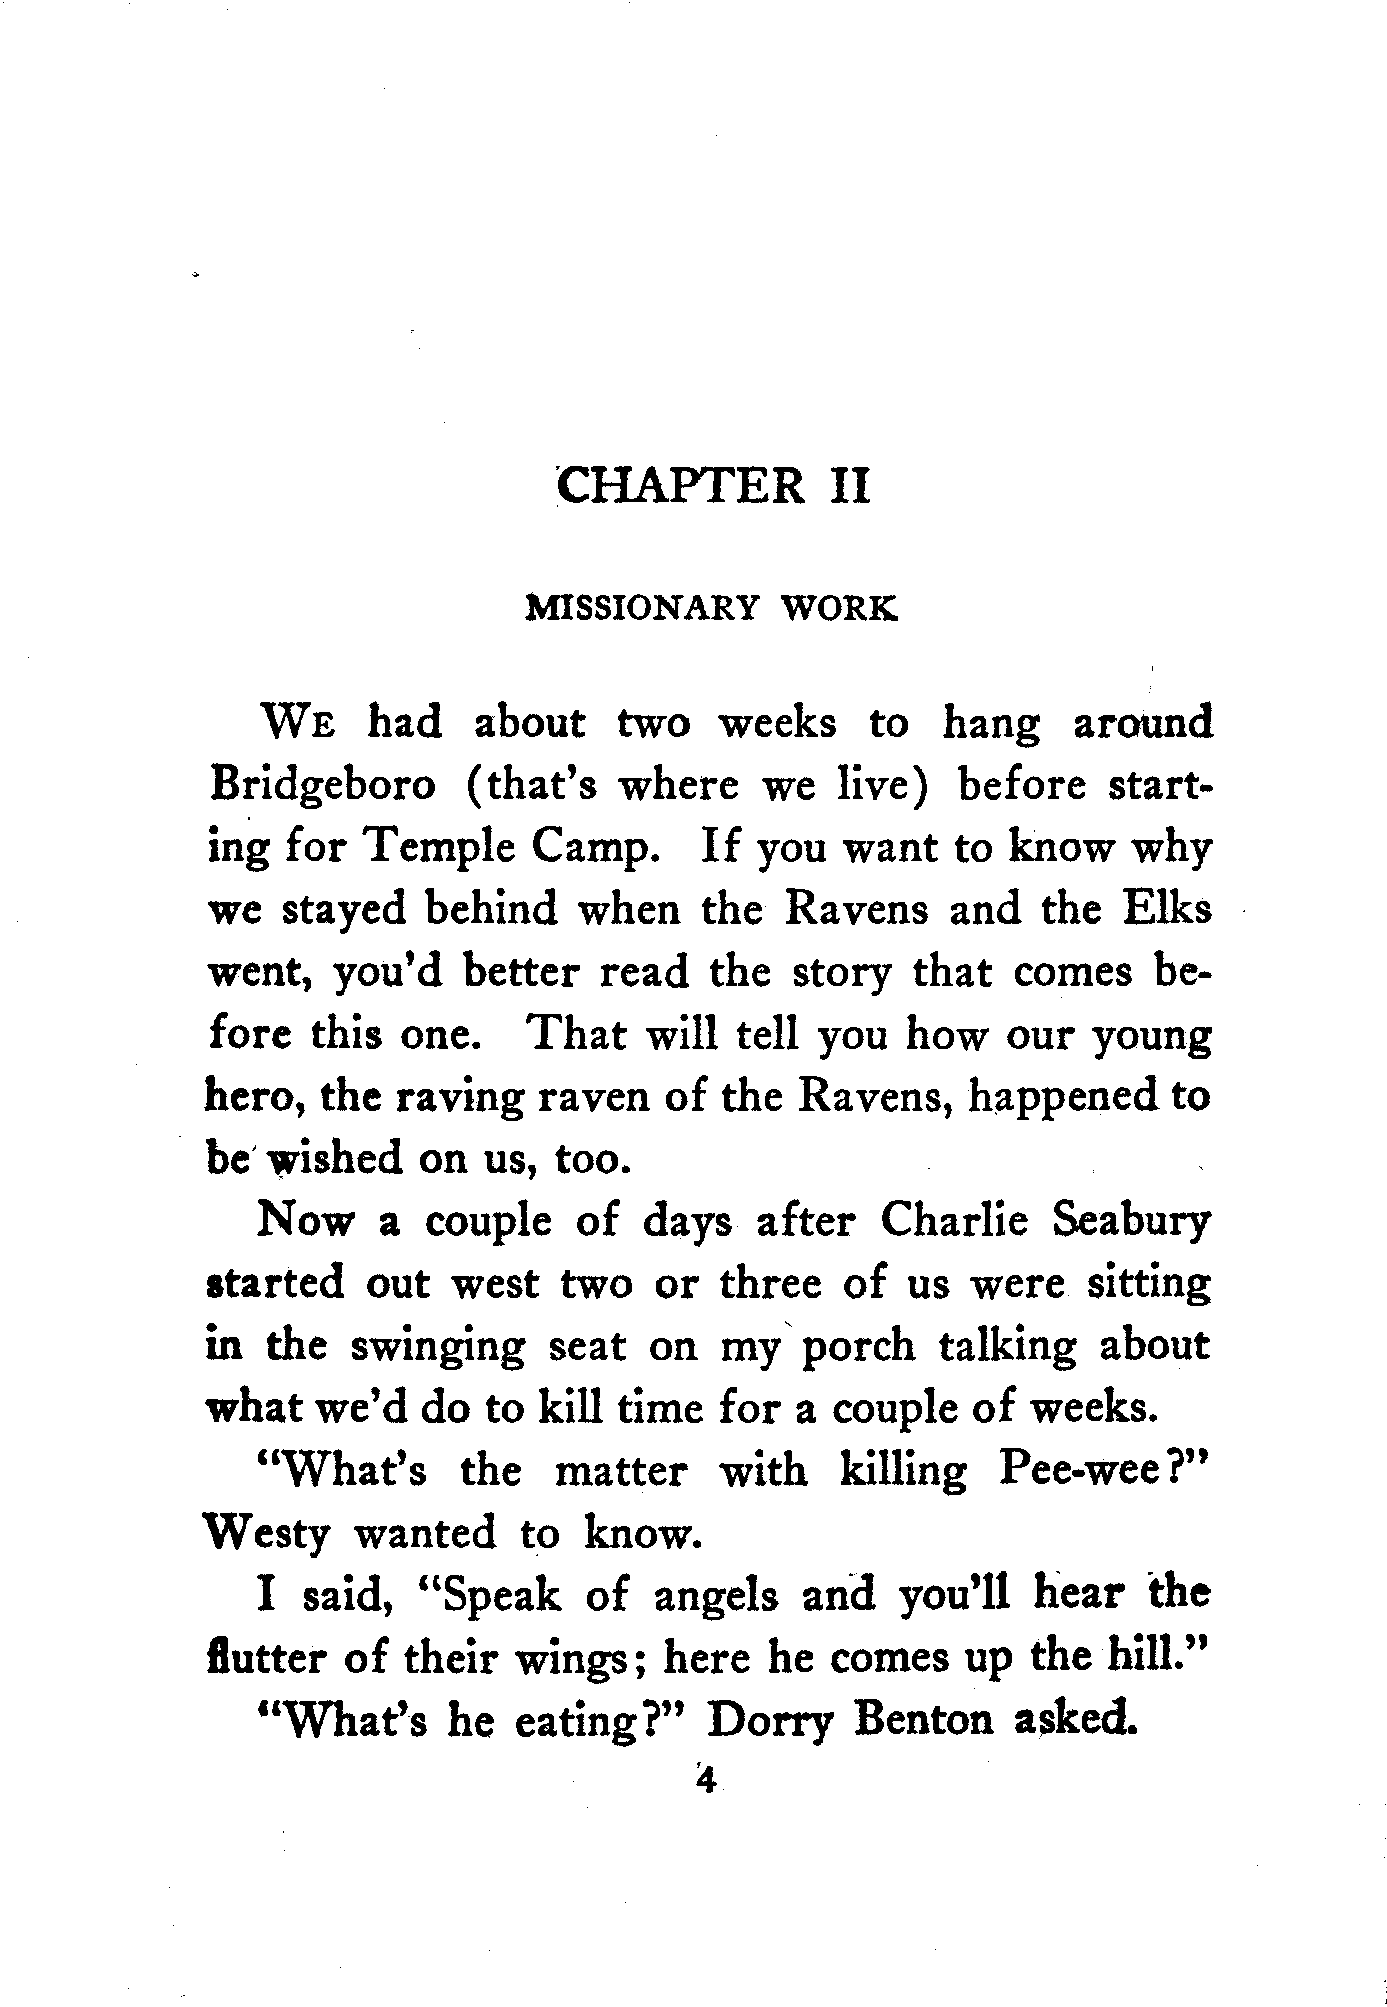 CHAPTER II
MISSIONARY WORK
WE had about two weeks to hang around
Bridgeboro (that's where we live) before start-
ing for Temple Camp. If you want to know why
we stayed behind when the Ravens and the Elks
went, you'd better read the story that comes be-
fore this one. That will tell you how our young
hero, the raving raven of the Ravens, happened to
be wished on us, too.
Now a couple of days after Charlie Seabury
started out west two or three of us were sitting
in the swinging seat on my porch talking about
what we'd do to kill time for a couple of weeks.
"What's the matter with killing Pee-wee?"
Westy wanted to know.
I said, "Speak of angels and you'll hear the
flutter of their wings; here he comes up the hill."
"What's he eating?" Dorry Benton asked.
4